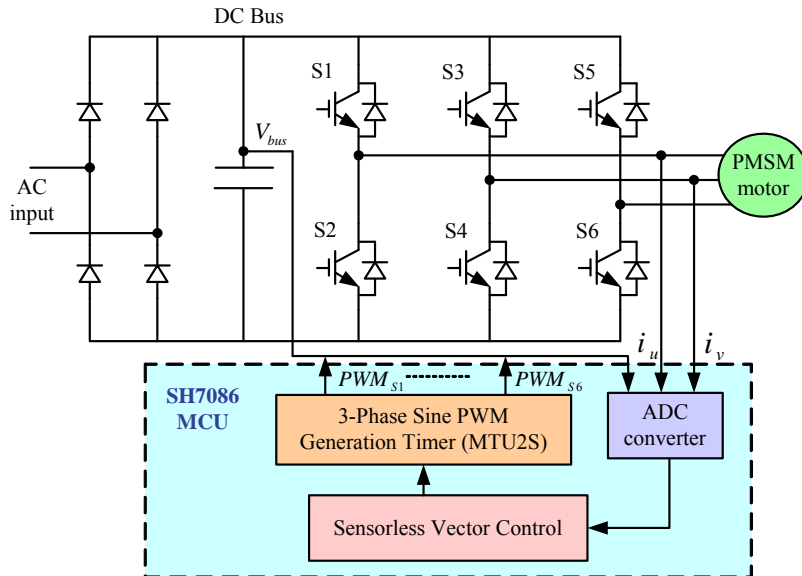 DC Bus
S1
S3
S5
V_bus
AC
input
PMSM
motor
S2
S4
S6
i_u
i_v
SH7086
MCU
PWM_S1
PWM_S6
3-Phase Sine PWM
Generation Timer (MTU2S)
ADC
converter
Sensorless Vector Control